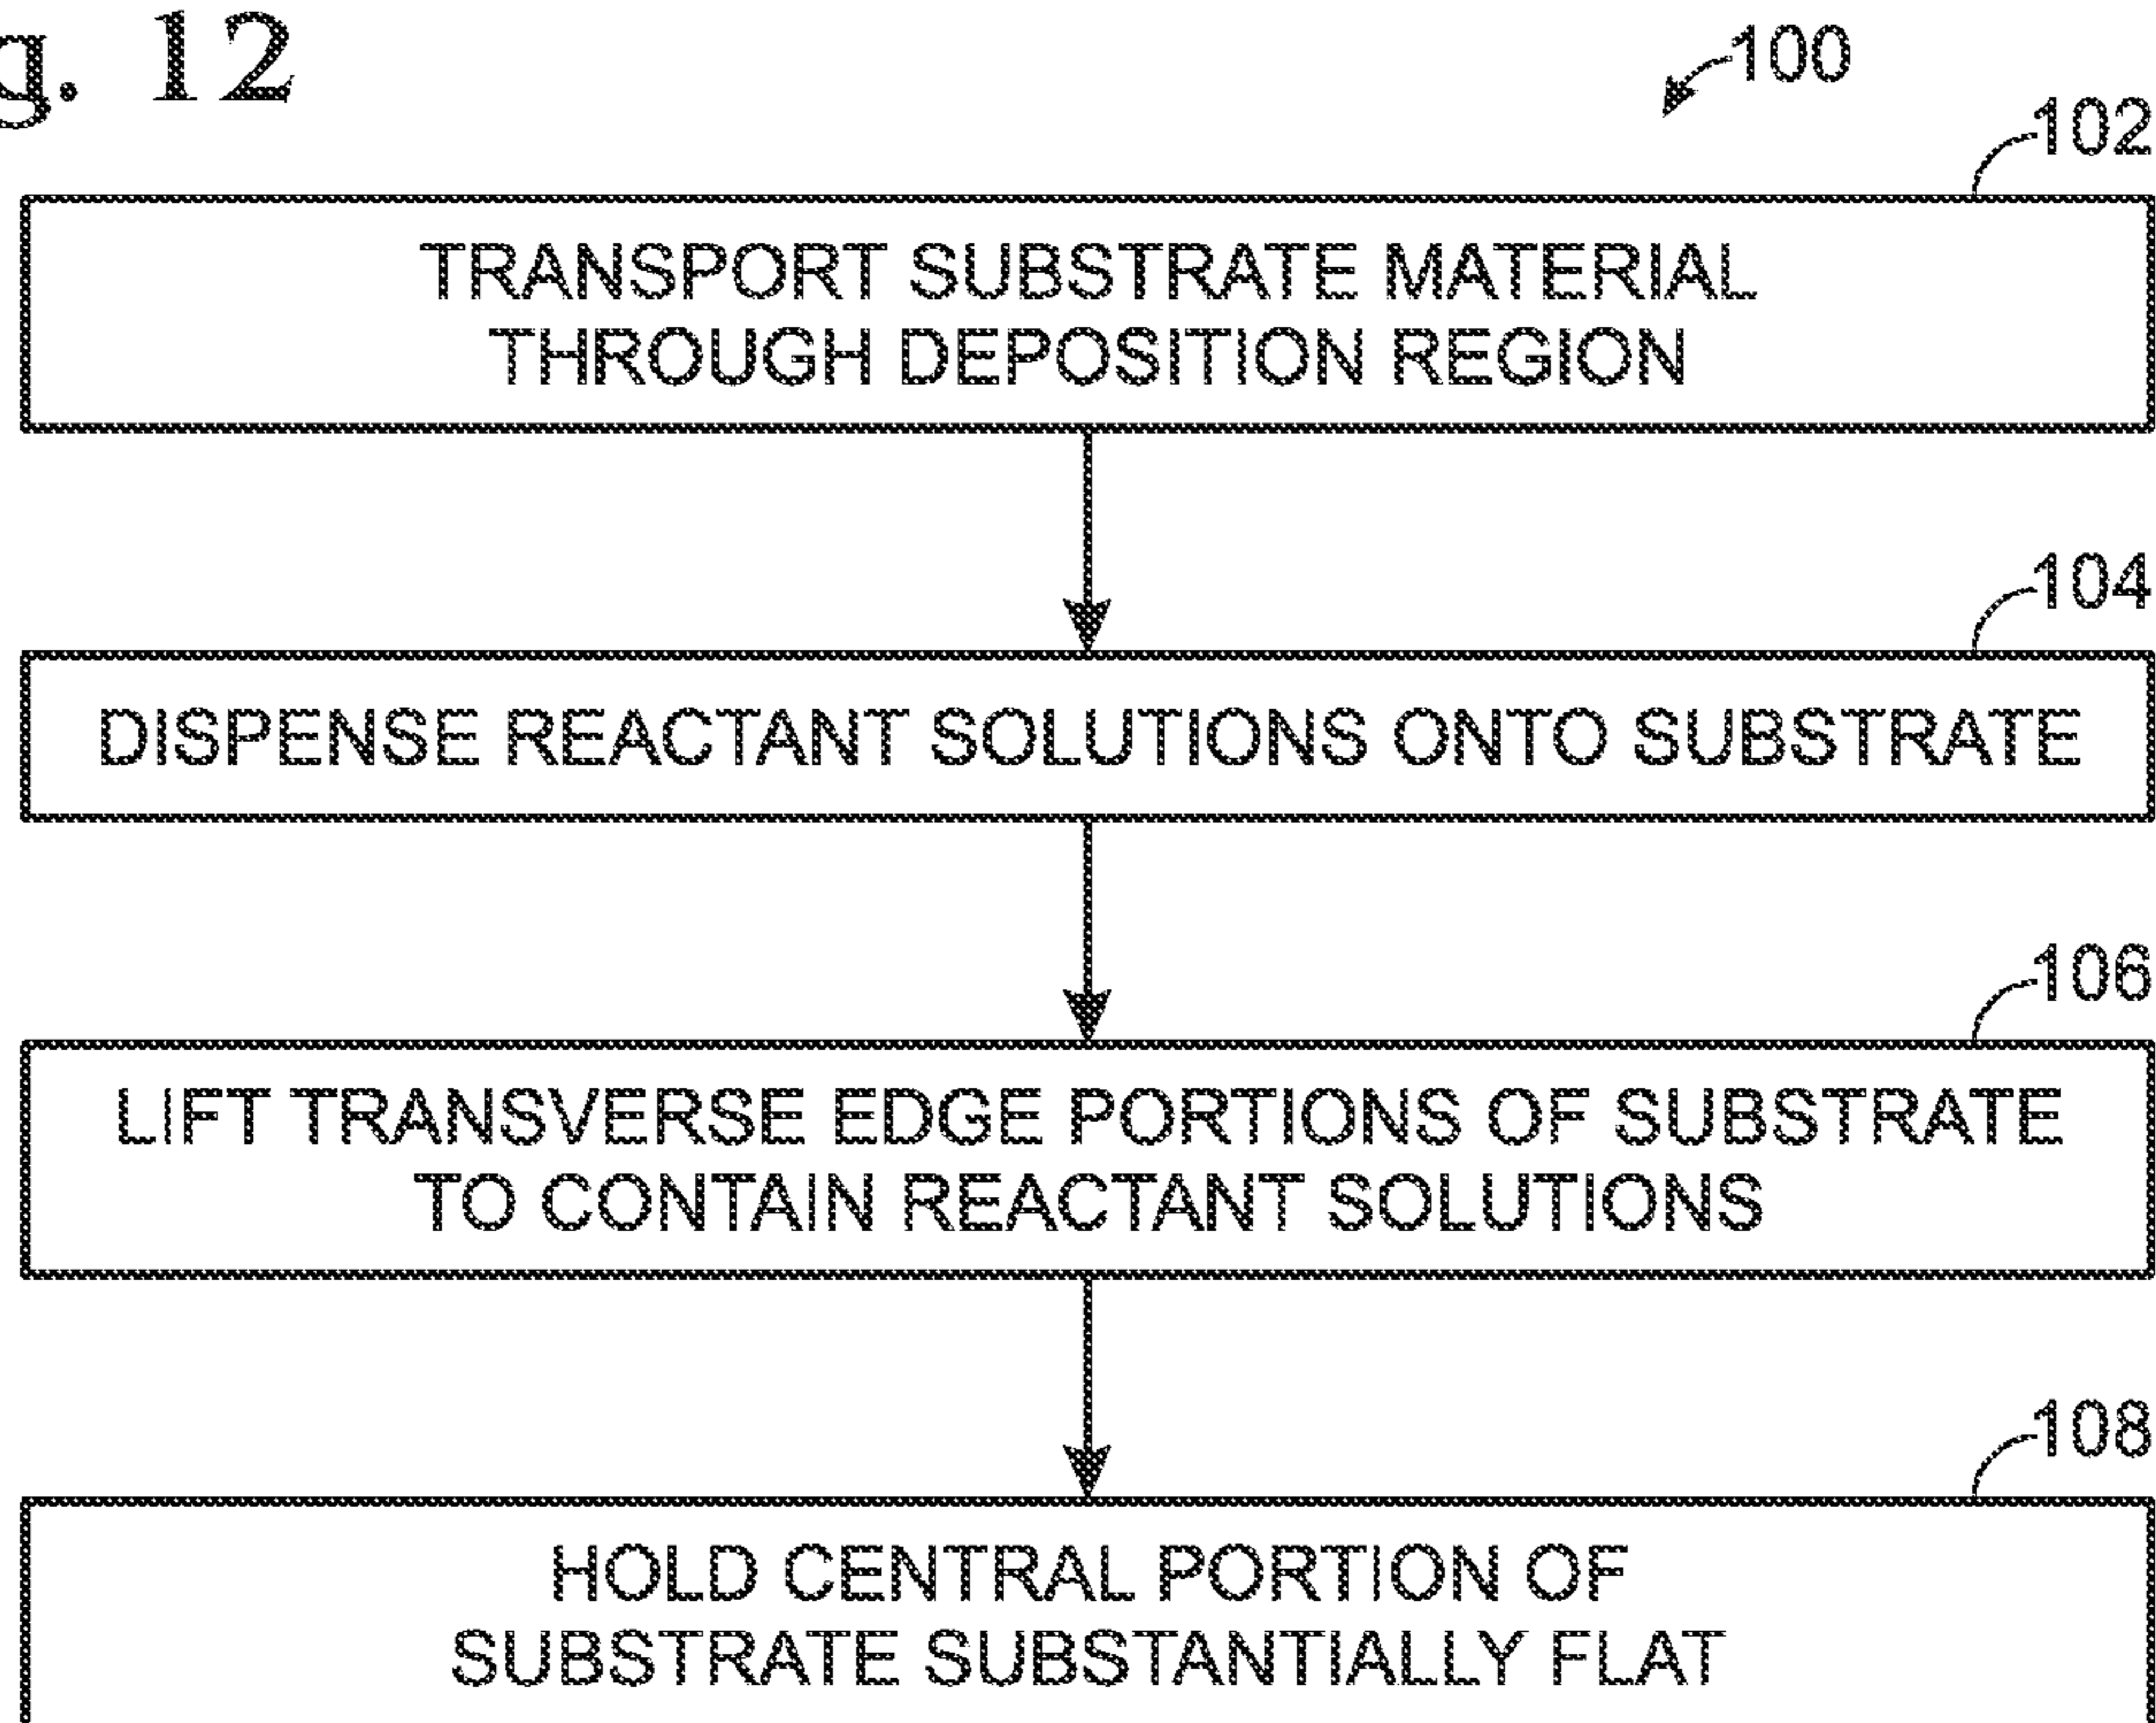 g. 12
100
102
TRANSPORT SUBSTRATE MATERIAL
THROUGH DEPOSITION REGION
104
DISPENSE REACTANT SOLUTIONS ONTO SUBSTRATE
106
LIFT TRANSVERSE EDGE PORTIONS OF SUBSTRATE
TO CONTAIN REACTANT SOLUTIONS
108
HOLD CENTRAL PORTION OF
SUBSTRATE SUBSTANTIALLY FLAT